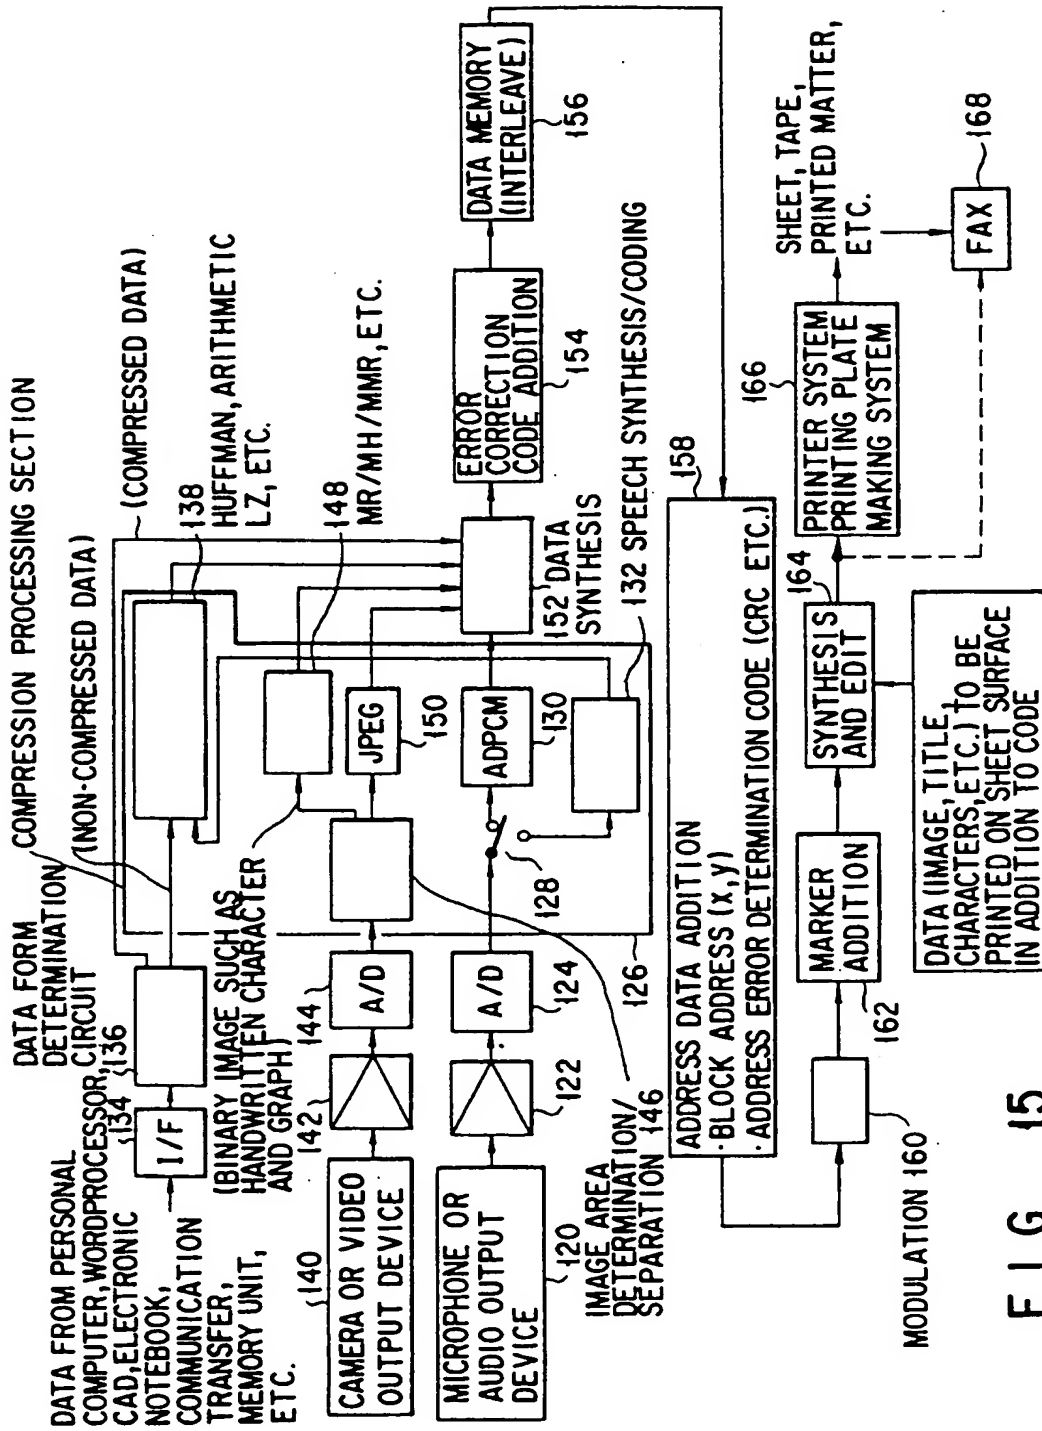 DATA FROM PERSONAL
COMPUTER, WORDPROCESSOR,
CAD, ELECTRONIC
NOTEBOOK,
COMMUNICATION
TRANSFER,
MEMORY UNIT,
ETC.
DATA FORM
DETERMINATION
CIRCUIT
136
134
I/F
COMPRESSION PROCESSING SECTION
(NON-COMPRESSED DATA)
(COMPRESSED DATA)
138
HUFFMAN, ARITHMETIC
LZ, ETC.
148
MR/MH/MMR, ETC.
(BINARY IMAGE SUCH AS
HANDWRITTEN CHARACTER
AND GRAPH)
140
CAMERA OR VIDEO
OUTPUT DEVICE
142
144
A/D
JPEG
150
MICROPHONE OR
AUDIO OUTPUT
DEVICE
120
122
A/D
124
126
128
ADPCM
130
152 DATA
SYNTHESIS
132 SPEECH SYNTHESIS/CODING
IMAGE AREA
DETERMINATION/
SEPARATION 146
ERROR
CORRECTION
CODE ADDITION
154
DATA MEMORY
(INTERLEAVE)
156
158
ADDRESS DATA ADDITION
·BLOCK ADDRESS (x,y)
·ADDRESS ERROR DETERMINATION CODE (CRC ETC.)
MODULATION 160
MARKER
ADDITION
162
164
SYNTHESIS
AND EDIT
DATA (IMAGE, TITLE,
CHARACTERS, ETC.) TO BE
PRINTED ON SHEET SURFACE
IN ADDITION TO CODE
166
PRINTER SYSTEM
PRINTING PLATE
MAKING SYSTEM
SHEET, TAPE,
PRINTED MATTER,
ETC.
FAX
168
FIG 15